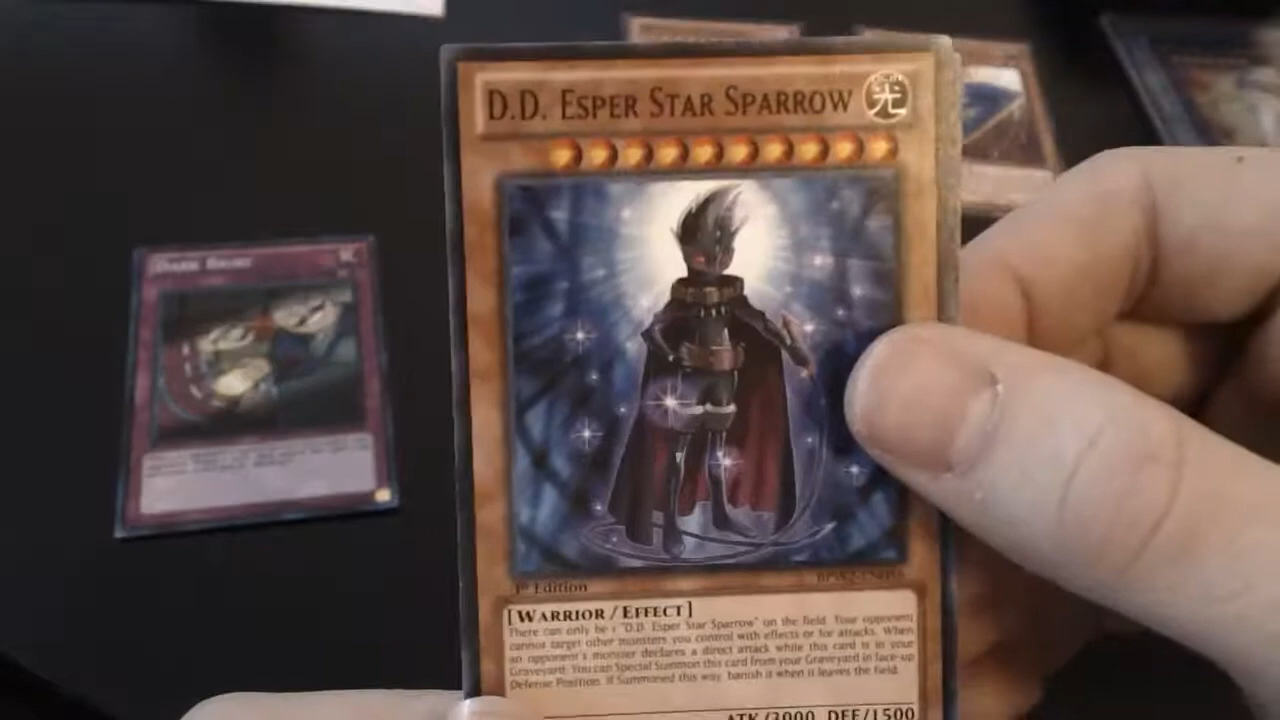 D.D. ESPER STAR SPARROW
光
DARK
1st Edition
[WARRIOR / EFFECT]
There can only be 1 "D.D. Esper Star Sparrow" on the field. Your opponent
cannot target other monsters you control with effects or for attacks. When
an opponent's monster declares a direct attack while this card is in your
Graveyard: You can Special Summon this card from your Graveyard in face-up
Defense Position. If Summoned this way, banish it when it leaves the field.
ATK/3000 DEF/1500